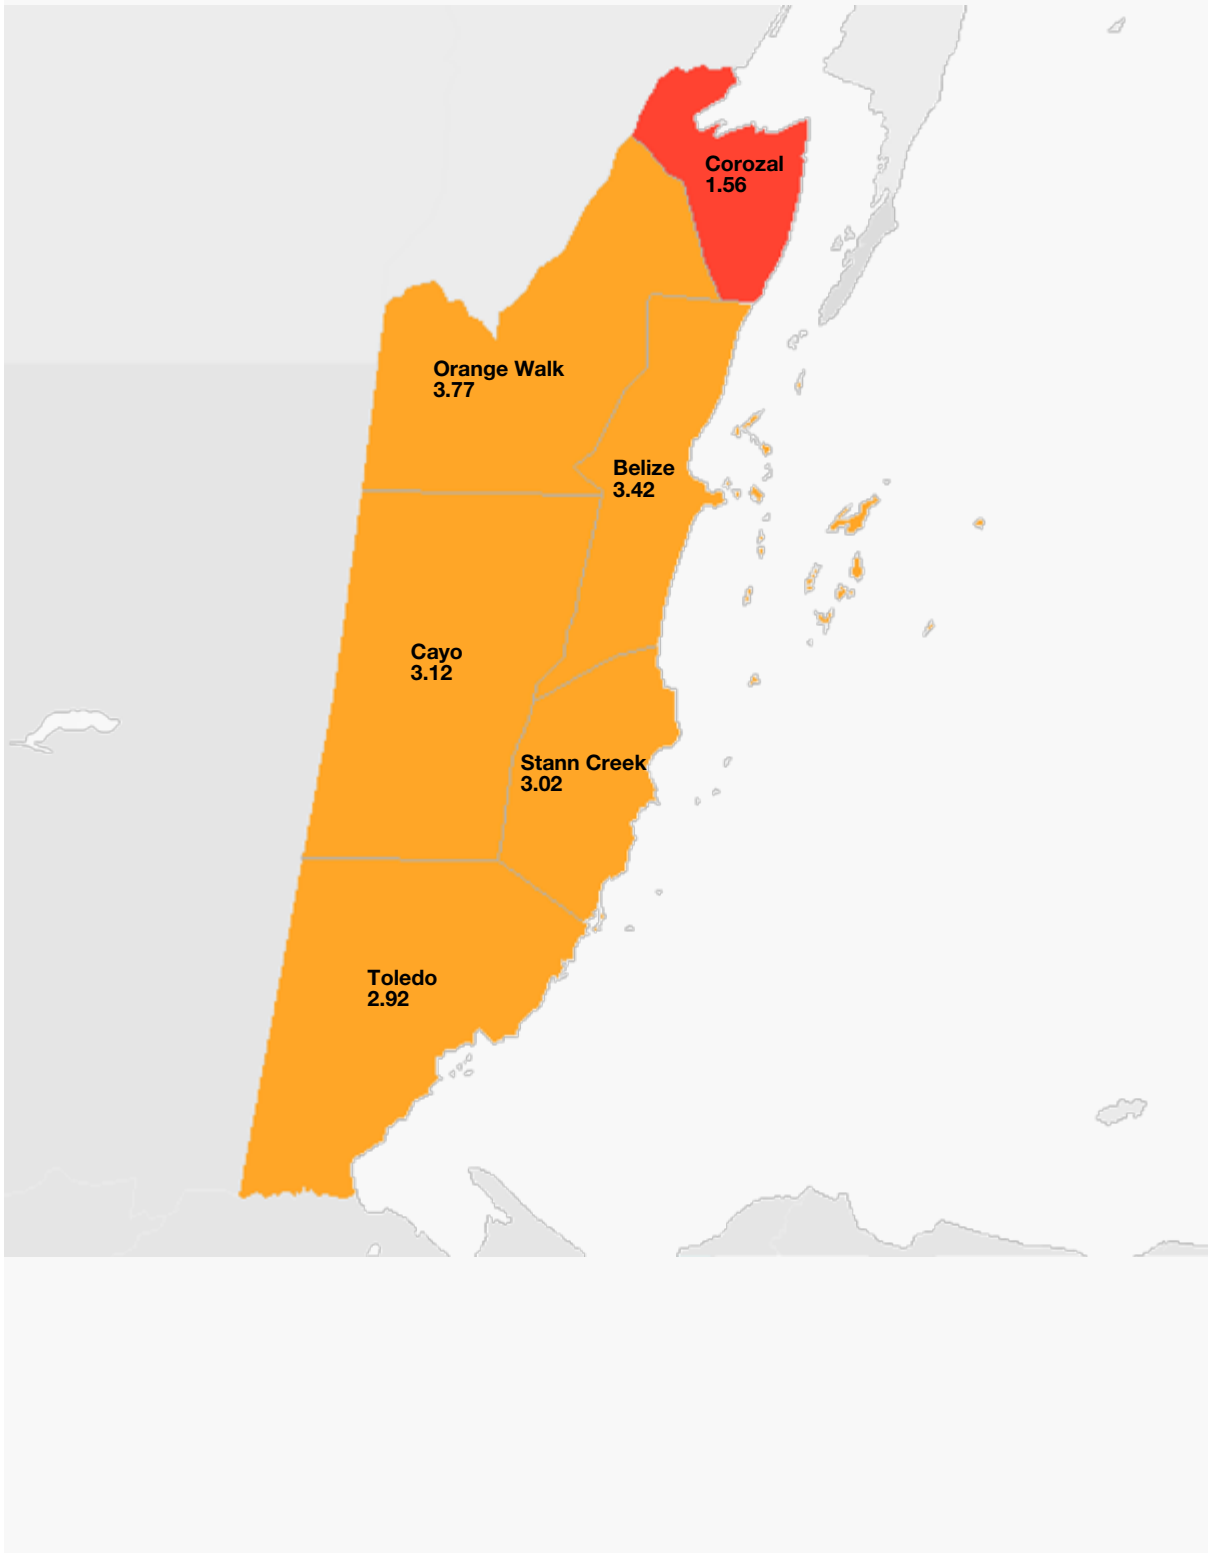 Corozal
1.56
Orange Walk
3.77
Belize
3.42
Cayo
3.12
Stann Creek
3.02
Toledo
2.92